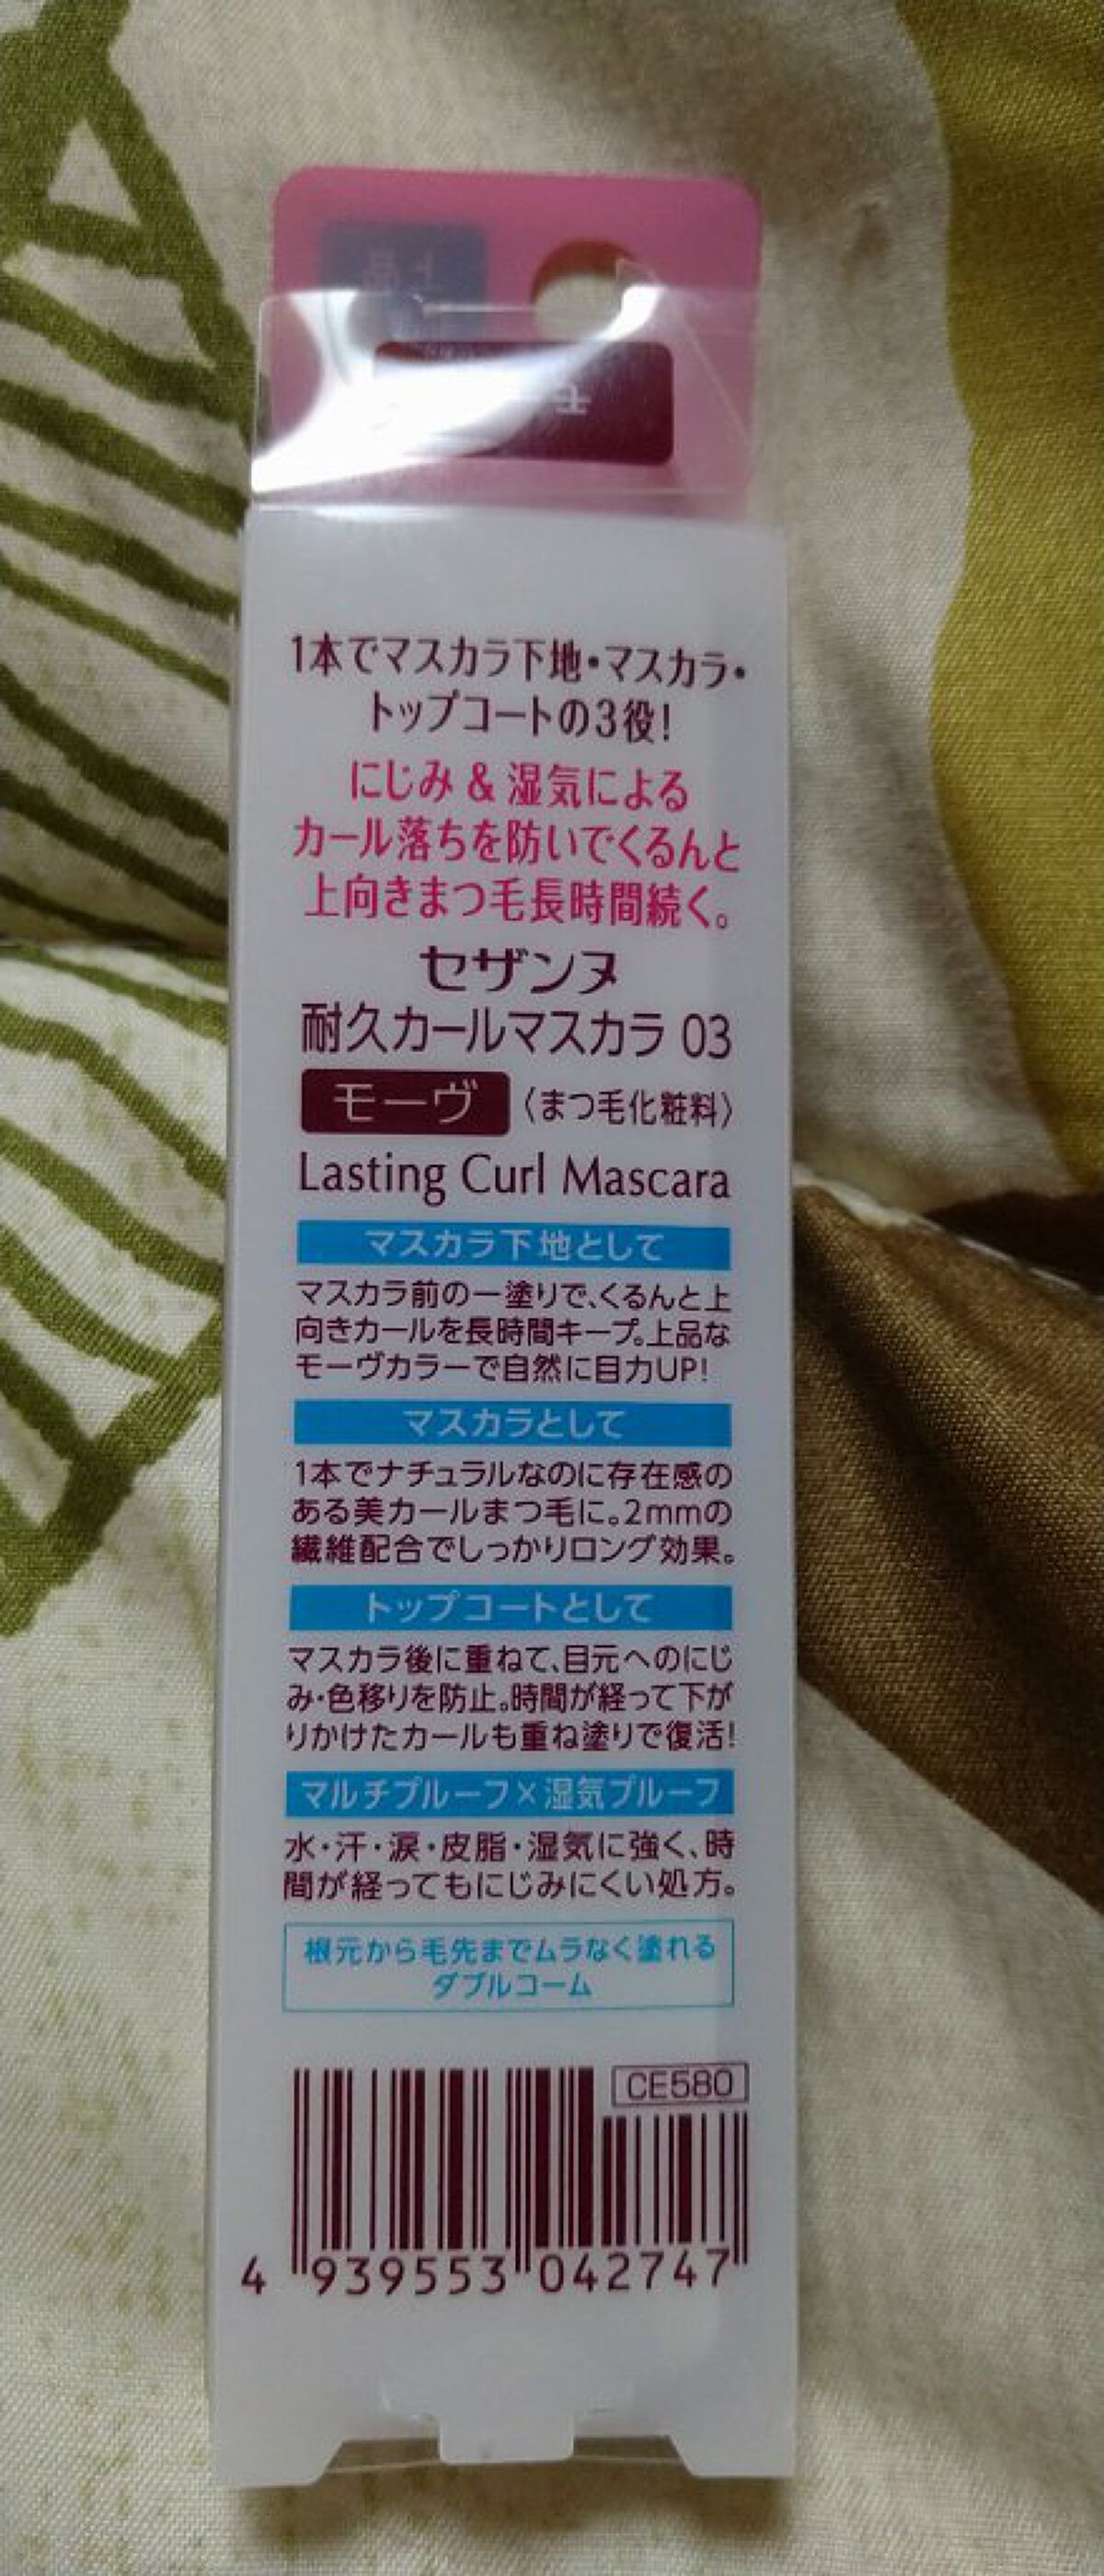 1本でマスカラ下地・マスカラ・
トップコートの3役!
にじみ & 湿気による
カール落ちを防いでくるんと
上向きまつ毛長時間続く。
セザンヌ
耐久カールマスカラ 03
モーヴ 〈まつ毛化粧料〉
Lasting Curl Mascara
マスカラ下地として
マスカラ前の一塗りで、くるんと上
向きカールを長時間キープ。上品な
モーヴカラーで自然に目力UP!
マスカラとして
1本でナチュラルなのに存在感の
ある美カールまつ毛に。2mmの
繊維配合でしっかりロング効果。
トップコートとして
マスカラ後に重ねて、目元へのにじ
み・色移りを防止。時間が経って下が
りかけたカールも重ね塗りで復活!
マルチプルーフ×湿気プルーフ
水・汗・涙・皮脂・湿気に強く、時
間が経ってもにじみにくい処方。
根元から毛先までムラなく塗れる
ダブルコーム
CE580
4 939553 042747